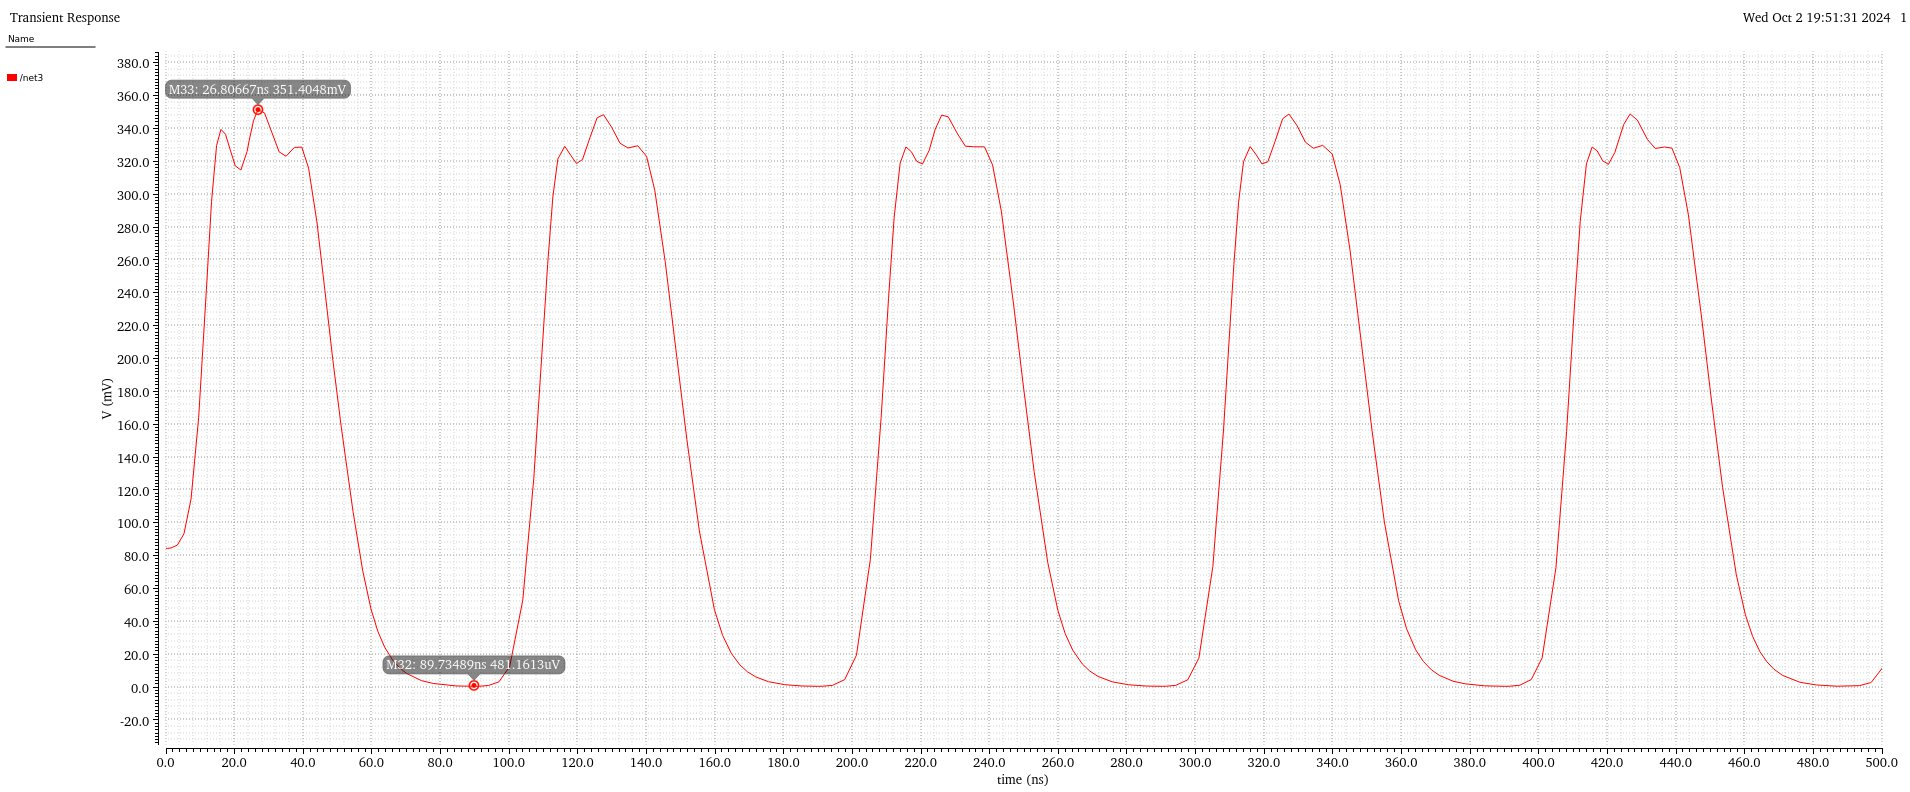 Transient Response
Wed Oct 2 19:51:31 2024 1
Name
/net3
380.0
360.0
340.0
320.0
300.0
280.0
260.0
240.0
220.0
200.0
180.0
160.0
140.0
120.0
100.0
80.0
60.0
40.0
20.0
0.0
-20.0
V (mV)
M33: 26.80667ns 351.4048mV
M32: 89.73489ns 481.1613uV
0.0 20.0 40.0 60.0 80.0 100.0 120.0 140.0 160.0 180.0 200.0 220.0 240.0 260.0 280.0 300.0 320.0 340.0 360.0 380.0 400.0 420.0 440.0 460.0 480.0 500.0
time (ns)